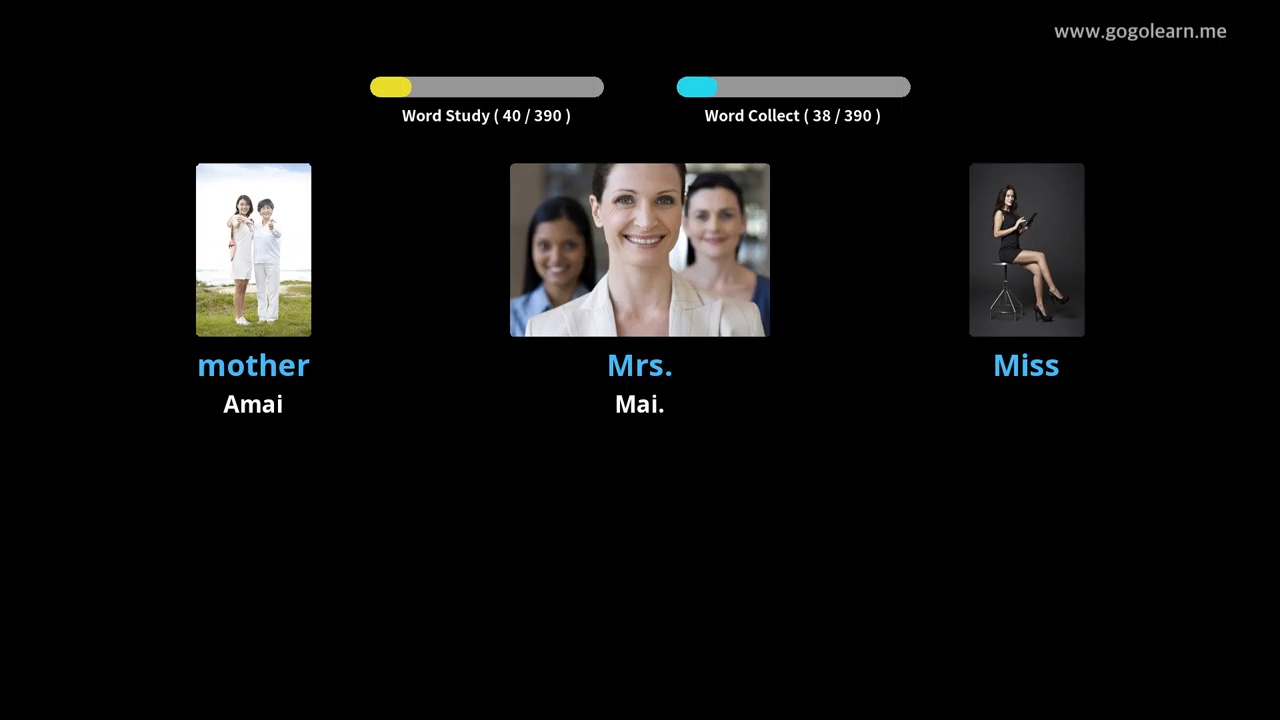 www.gogolearn.me
Word Study ( 40 / 390 )
Word Collect ( 38 / 390 )
mother
Amai
Mrs.
Mai.
Miss